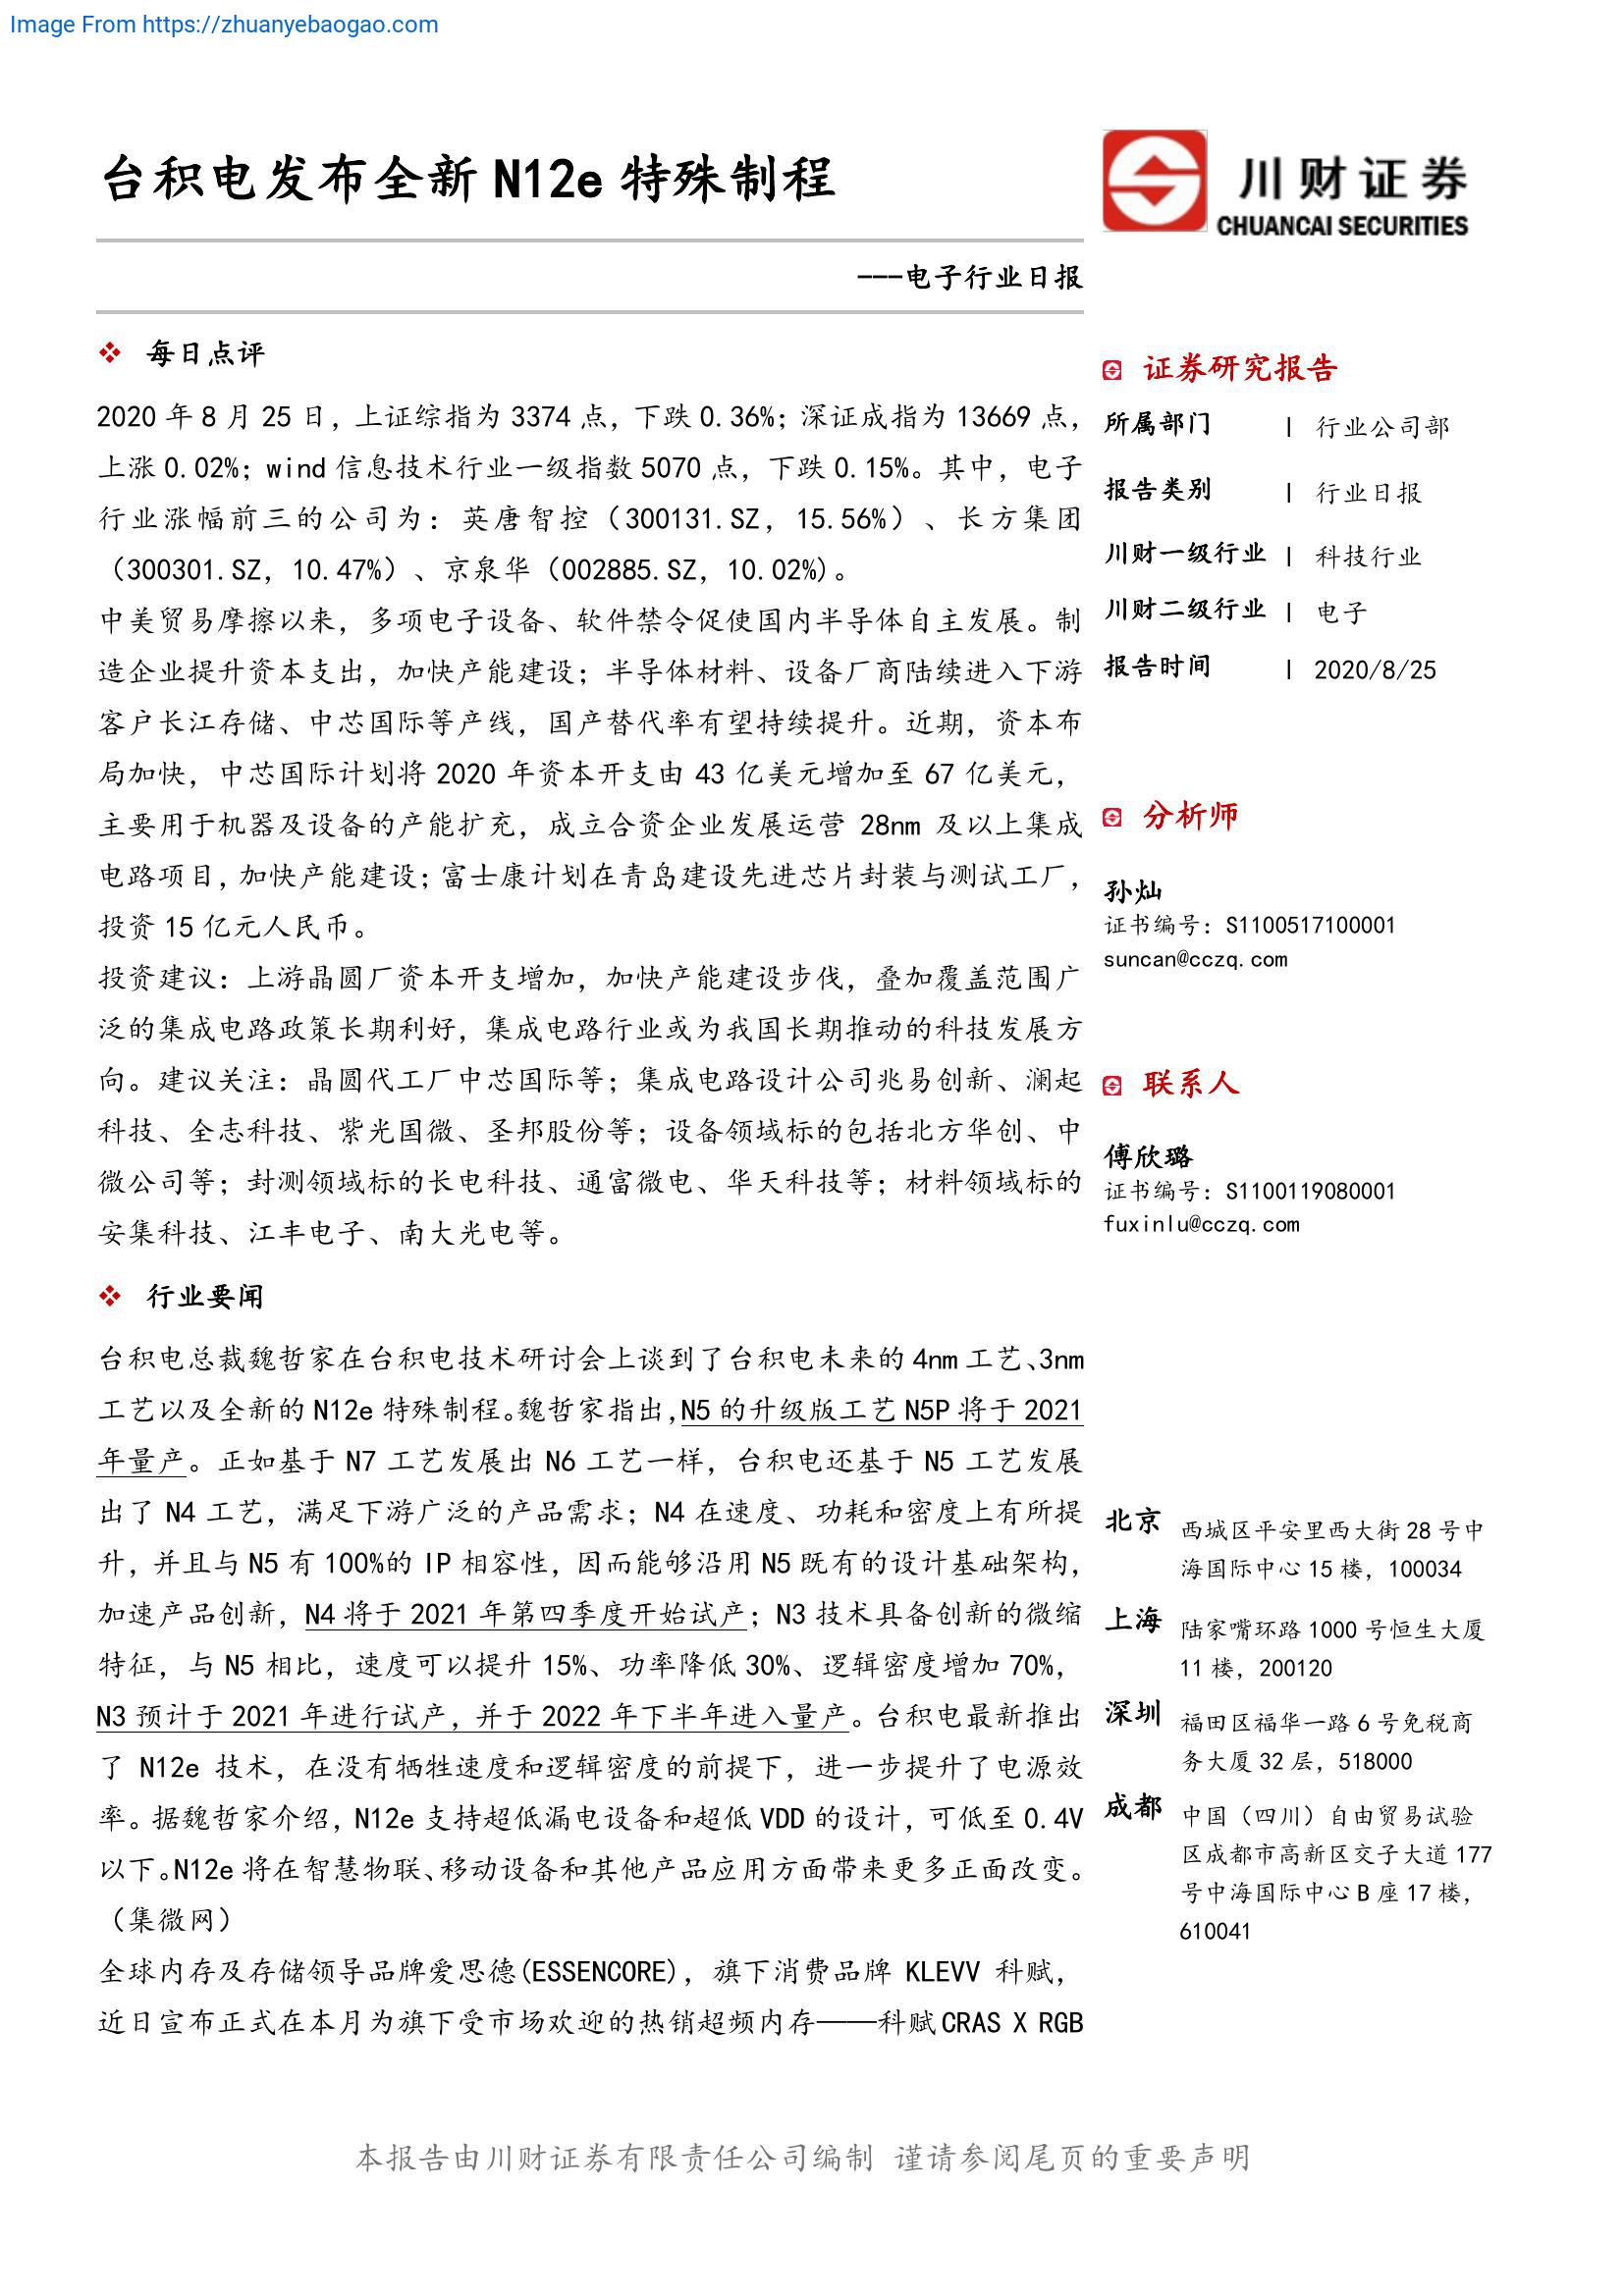 Image From https://zhuanyebaogao.com
台积电发布全新 N12e 特殊制程
川财证券
CHUANCAI SECURITIES
---电子行业日报
每日点评
2020 年 8 月 25 日，上证综指为 3374 点，下跌 0.36%；深证成指为 13669 点，
上涨 0.02%；wind 信息技术行业一级指数 5070 点，下跌 0.15%。其中，电子
行业涨幅前三的公司为：英唐智控（300131.SZ，15.56%）、长方集团
（300301.SZ，10.47%）、京泉华（002885.SZ，10.02%)。
中美贸易摩擦以来，多项电子设备、软件禁令促使国内半导体自主发展。制
造企业提升资本支出，加快产能建设；半导体材料、设备厂商陆续进入下游
客户长江存储、中芯国际等产线，国产替代率有望持续提升。近期，资本布
局加快，中芯国际计划将 2020 年资本开支由 43 亿美元增加至 67 亿美元，
主要用于机器及设备的产能扩充，成立合资企业发展运营 28nm 及以上集成
电路项目，加快产能建设；富士康计划在青岛建设先进芯片封装与测试工厂，
投资 15 亿元人民币。
投资建议：上游晶圆厂资本开支增加，加快产能建设步伐，叠加覆盖范围广
泛的集成电路政策长期利好，集成电路行业或为我国长期推动的科技发展方
向。建议关注：晶圆代工厂中芯国际等；集成电路设计公司兆易创新、澜起
科技、全志科技、紫光国微、圣邦股份等；设备领域标的包括北方华创、中
微公司等；封测领域标的长电科技、通富微电、华天科技等；材料领域标的
安集科技、江丰电子、南大光电等。
行业要闻
台积电总裁魏哲家在台积电技术研讨会上谈到了台积电未来的 4nm 工艺、3nm
工艺以及全新的 N12e 特殊制程。魏哲家指出，N5 的升级版工艺 N5P 将于 2021
年量产。正如基于 N7 工艺发展出 N6 工艺一样，台积电还基于 N5 工艺发展
出了 N4 工艺，满足下游广泛的产品需求；N4 在速度、功耗和密度上有所提
升，并且与 N5 有 100%的 IP 相容性，因而能够沿用 N5 既有的设计基础架构，
加速产品创新，N4 将于 2021 年第四季度开始试产；N3 技术具备创新的微缩
特征，与 N5 相比，速度可以提升 15%、功率降低 30%、逻辑密度增加 70%，
N3 预计于 2021 年进行试产，并于 2022 年下半年进入量产。台积电最新推出
了 N12e 技术，在没有牺牲速度和逻辑密度的前提下，进一步提升了电源效
率。据魏哲家介绍，N12e 支持超低漏电设备和超低 VDD 的设计，可低至 0.4V
以下。N12e 将在智慧物联、移动设备和其他产品应用方面带来更多正面改变。
（集微网）
全球内存及存储领导品牌爱思德(ESSENCORE)，旗下消费品牌 KLEVV 科赋，
近日宣布正式在本月为旗下受市场欢迎的热销超频内存——科赋 CRAS X RGB
证券研究报告
所属部门 | 行业公司部
报告类别 | 行业日报
川财一级行业 | 科技行业
川财二级行业 | 电子
报告时间 | 2020/8/25
分析师
孙灿
证书编号：S1100517100001
suncan@cczq.com
联系人
傅欣璐
证书编号：S1100119080001
fuxinlu@cczq.com
北京 西城区平安里西大街 28 号中
海国际中心 15 楼，100034
上海 陆家嘴环路 1000 号恒生大厦
11 楼，200120
深圳 福田区福华一路 6 号免税商
务大厦 32 层，518000
成都 中国（四川）自由贸易试验
区成都市高新区交子大道 177
号中海国际中心 B 座 17 楼，
610041
本报告由川财证券有限责任公司编制 谨请参阅尾页的重要声明